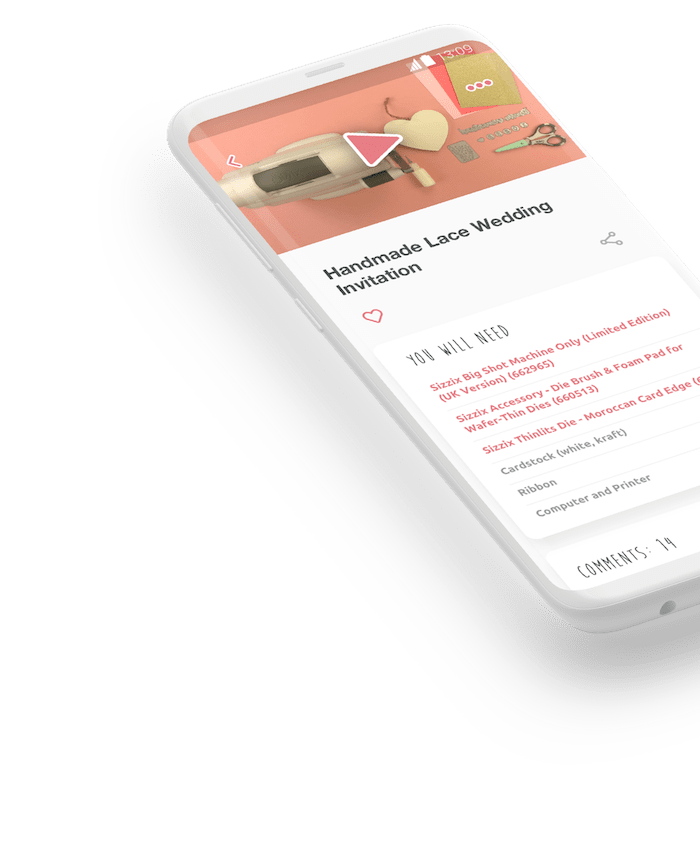 13:09
Handmade Lace Wedding
Invitation
YOU WILL NEED
Sizzix Big Shot Machine Only (Limited Edition)
(UK Version) (662965)
Sizzix Accessory - Die Brush & Foam Pad for
Wafer-Thin Dies (660513)
Sizzix Thinlits Die - Moroccan Card Edge (6
Cardstock (white, kraft)
Ribbon
Computer and Printer
COMMENTS: 14